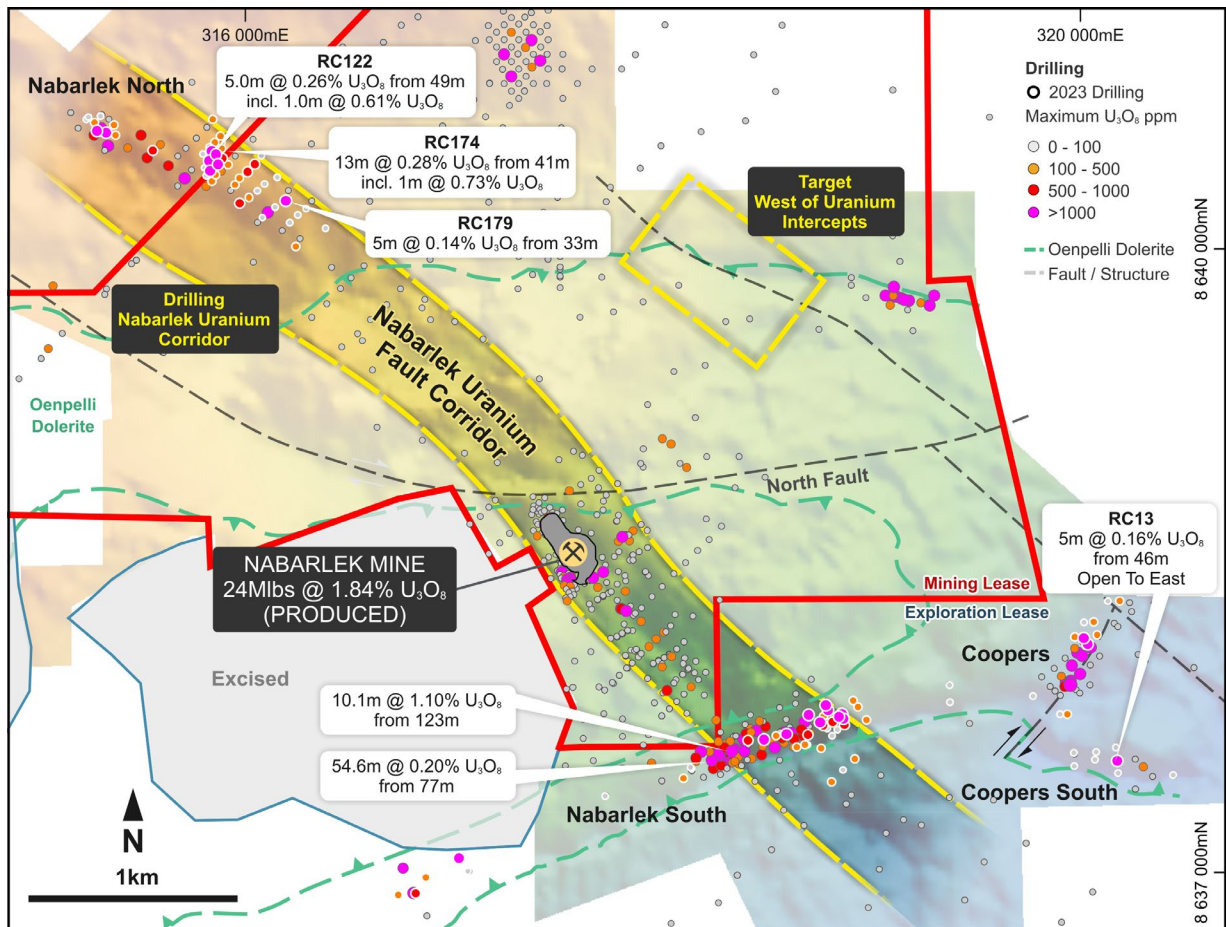 316 000mE
320 000mE
Nabarlek North
RC122
5.0m @ 0.26% U₃O₈ from 49m
incl. 1.0m @ 0.61% U₃O₈
RC174
13m @ 0.28% U₃O₈ from 41m
incl. 1m @ 0.73% U₃O₈
RC179
5m @ 0.14% U₃O₈ from 33m
Drilling
2023 Drilling
Maximum U₃O₈ ppm
0 - 100
100 - 500
500 - 1000
>1000
Oenpelli Dolerite
Fault / Structure
Target
West of Uranium
Intercepts
8 640 000mN
Drilling
Nabarlek Uranium
Corridor
Nabarlek Uranium
Fault Corridor
Oenpelli
Dolerite
North Fault
NABARLEK MINE
24Mlbs @ 1.84% U₃O₈
(PRODUCED)
RC13
5m @ 0.16% U₃O₈
from 46m
Open To East
Mining Lease
Exploration Lease
Coopers
Excised
10.1m @ 1.10% U₃O₈
from 123m
54.6m @ 0.20% U₃O₈
from 77m
Nabarlek South
Coopers South
N
1km
8 637 000mN